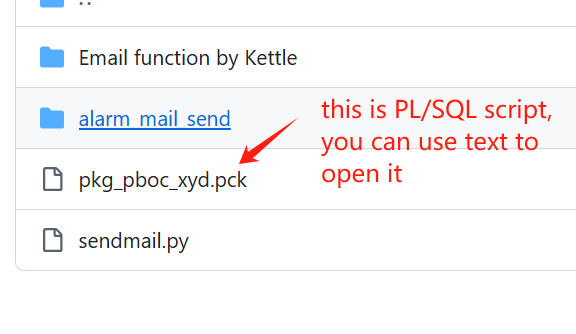 ..
Email function by Kettle
alarm_mail_send
this is PL/SQL script,
you can use text to
open it
pkg_pboc_xyd.pck
sendmail.py